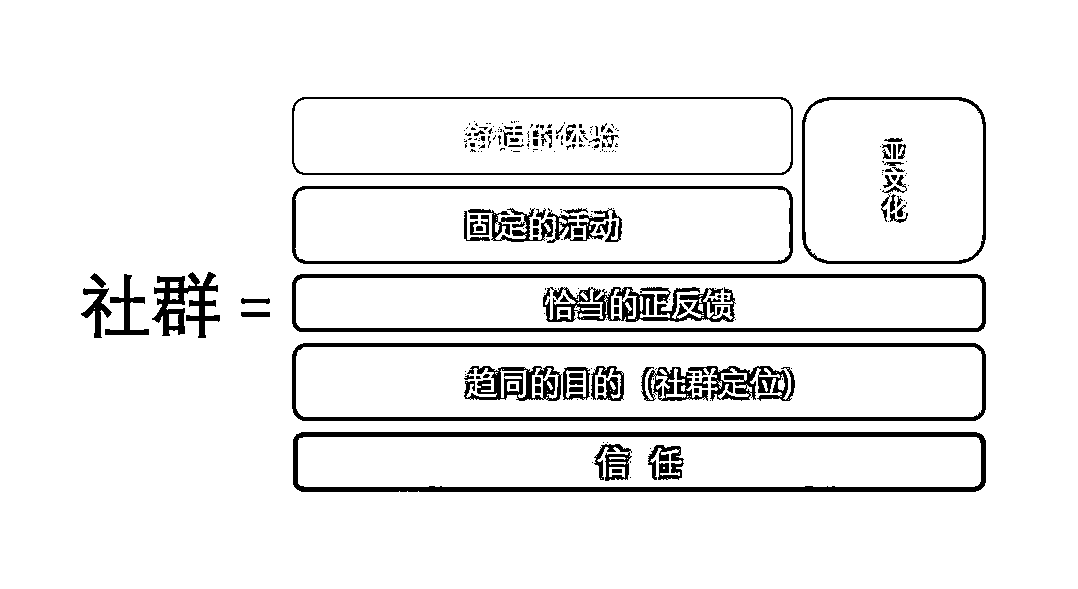 舒适的体验
亚文化
固定的活动
社群 =
恰当的正反馈
趋同的目的（社群定位）
信 任